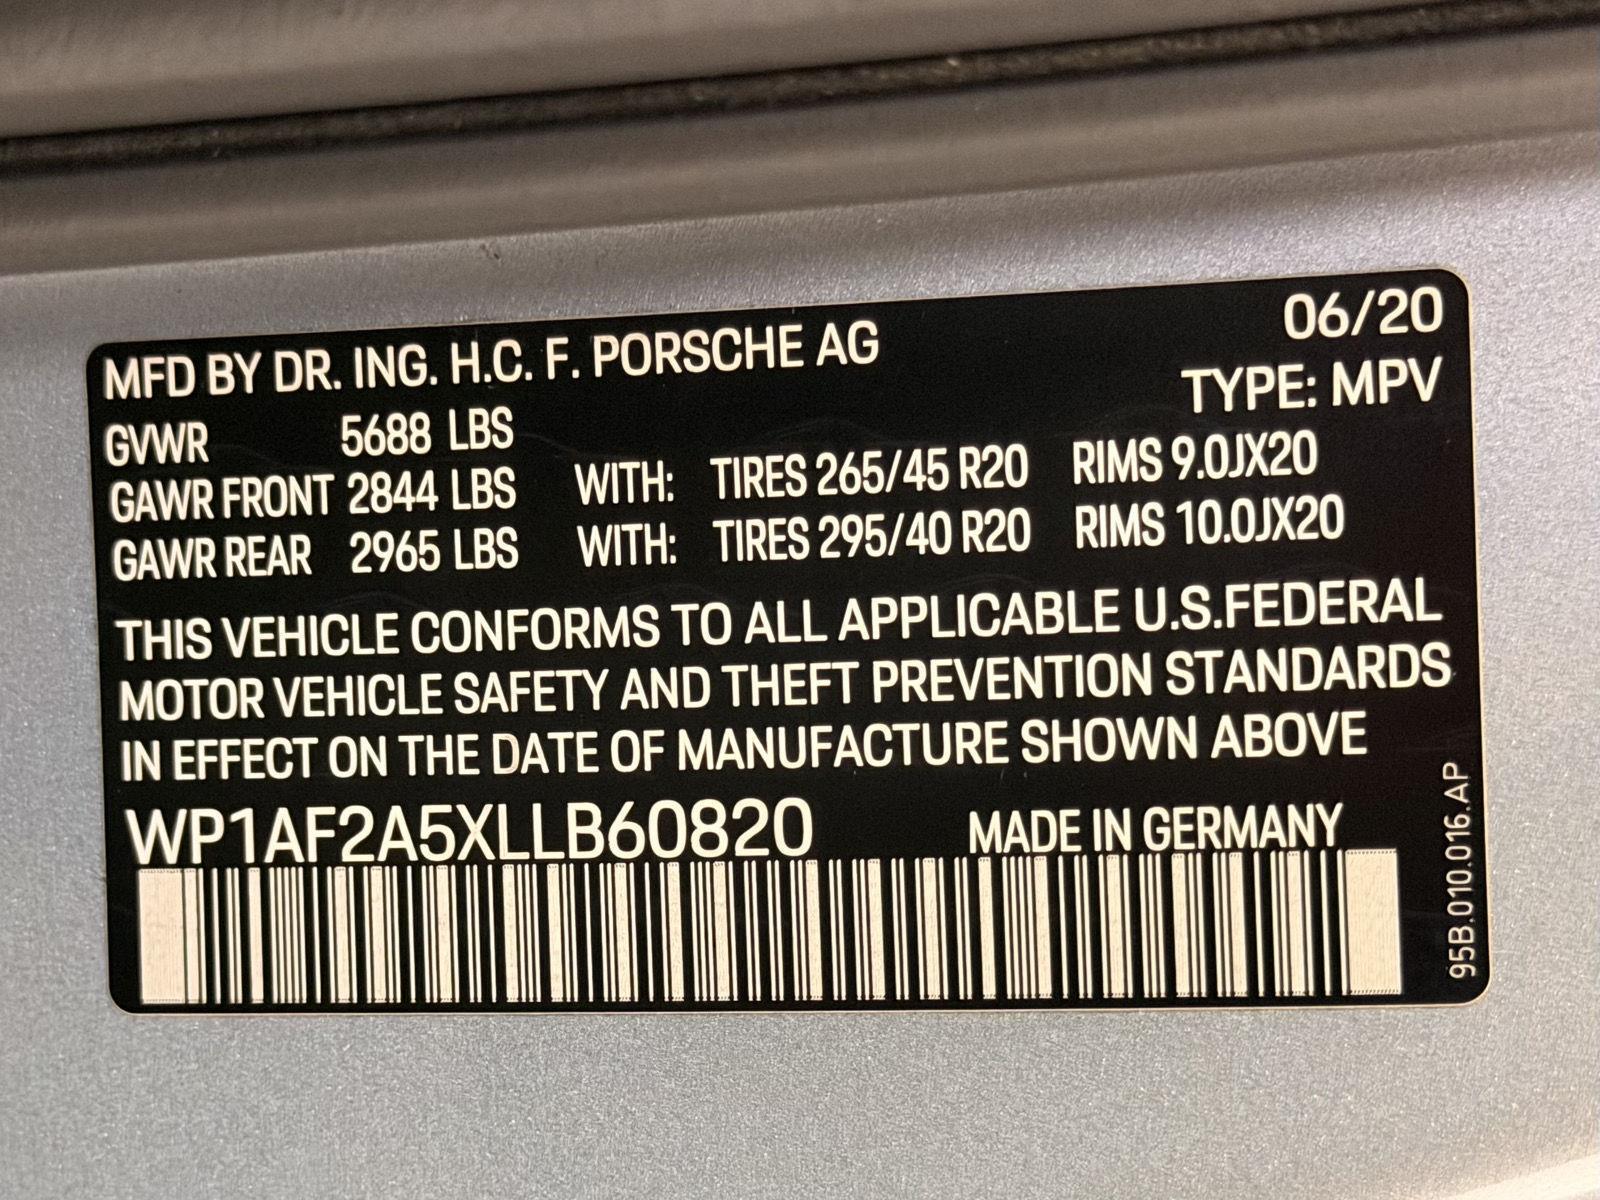 MFD BY DR. ING. H.C. F. PORSCHE AG 06/20
GVWR 5688 LBS TYPE: MPV
GAWR FRONT 2844 LBS WITH: TIRES 265/45 R20 RIMS 9.0JX20
GAWR REAR 2965 LBS WITH: TIRES 295/40 R20 RIMS 10.0JX20
THIS VEHICLE CONFORMS TO ALL APPLICABLE U.S.FEDERAL
MOTOR VEHICLE SAFETY AND THEFT PREVENTION STANDARDS
IN EFFECT ON THE DATE OF MANUFACTURE SHOWN ABOVE
WP1AF2A5XLLB60820 MADE IN GERMANY
95B.010.016.AP